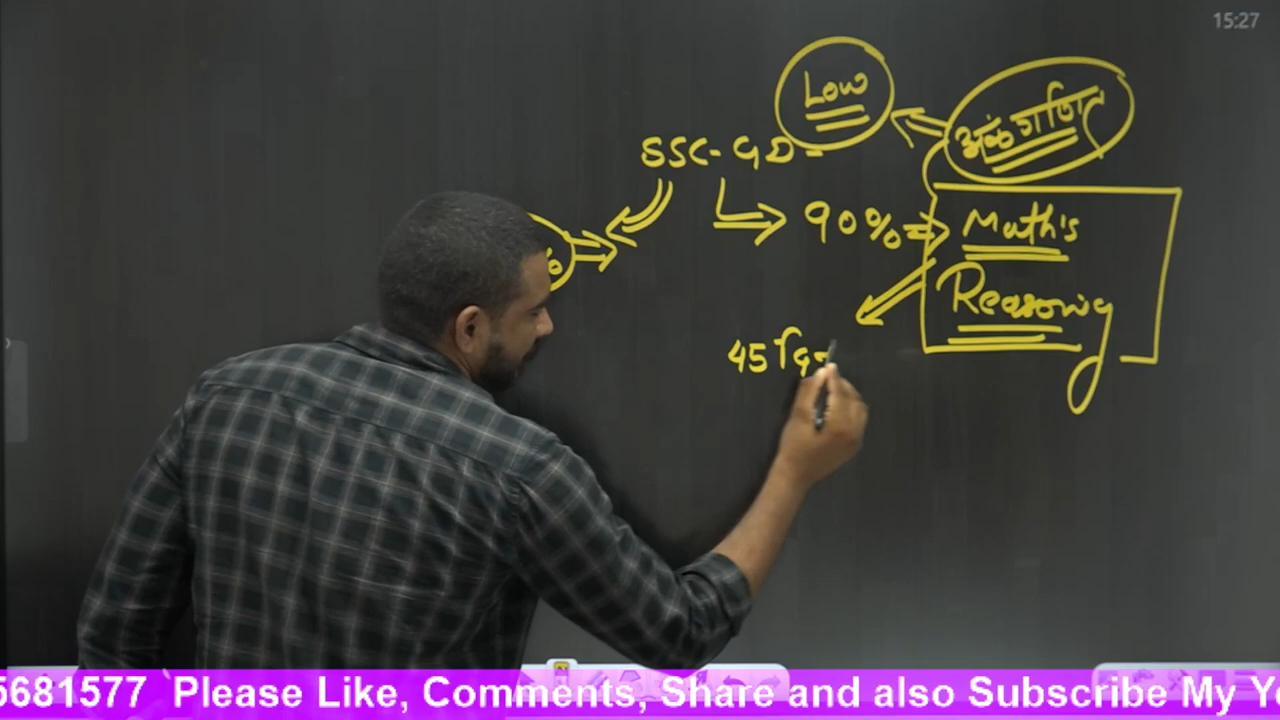 15:27
Low
अंकगणित
SSC-GD-
90% ⇒ Math's
Reasoning
45 दि
5681577 Please Like, Comments, Share and also Subscribe My Yo